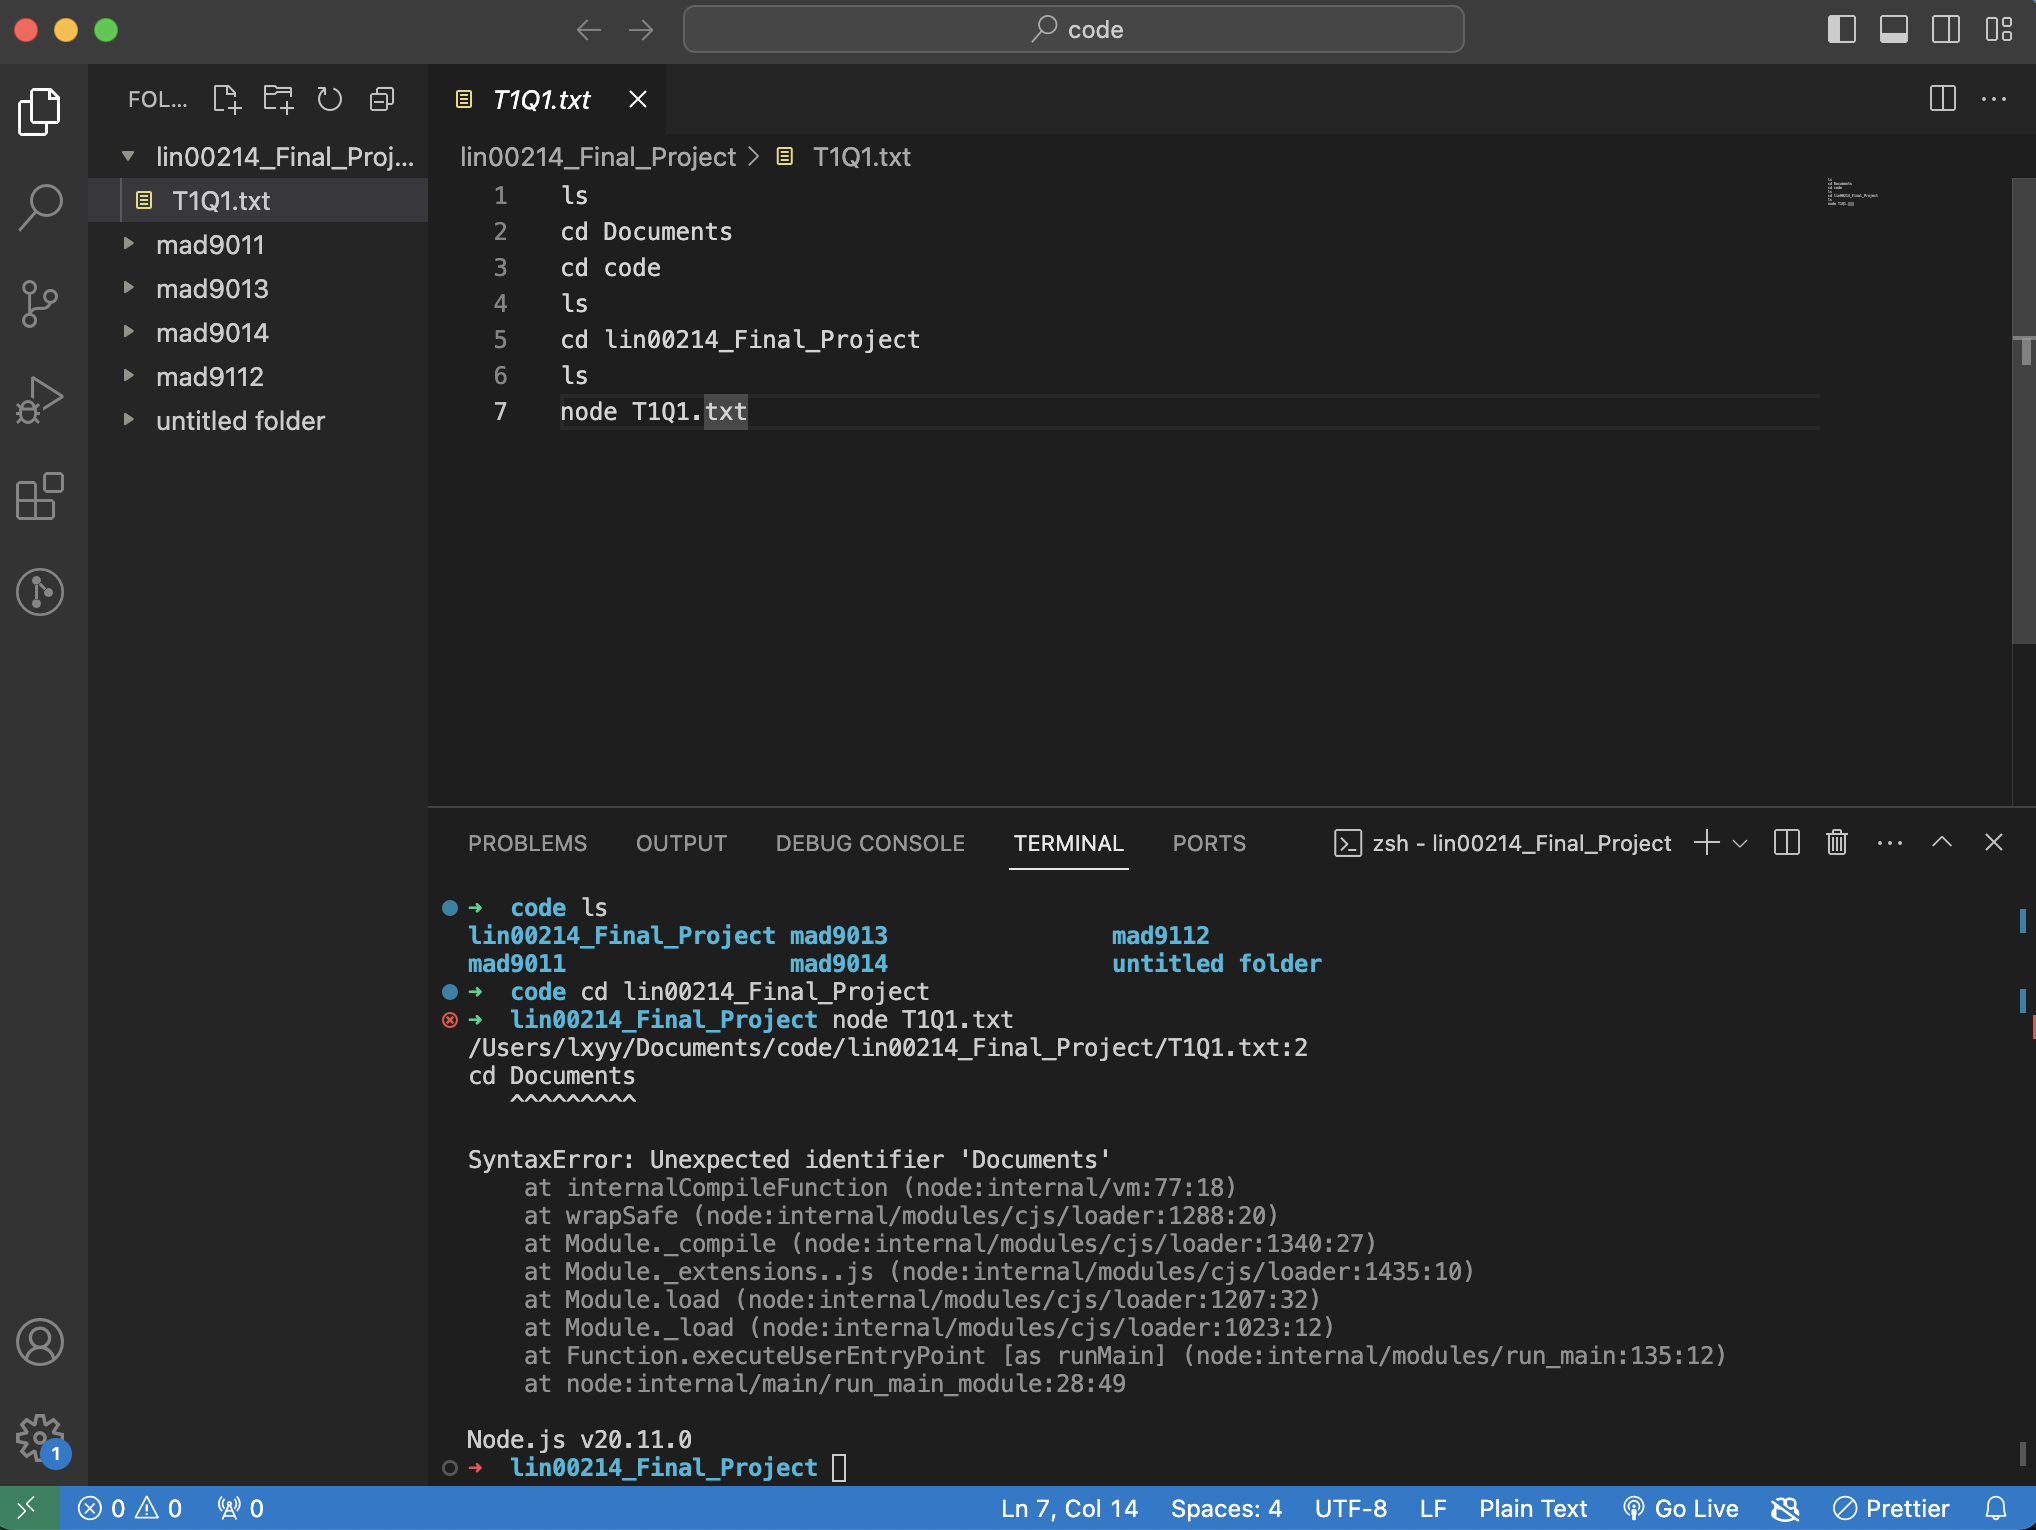 code
FOL...
T1Q1.txt
lin00214_Final_Proj...
T1Q1.txt
mad9011
mad9013
mad9014
mad9112
untitled folder
lin00214_Final_Project > T1Q1.txt
1 ls
2 cd Documents
3 cd code
4 ls
5 cd lin00214_Final_Project
6 ls
7 node T1Q1.txt
PROBLEMS OUTPUT DEBUG CONSOLE TERMINAL PORTS zsh - lin00214_Final_Project
➜ code ls
lin00214_Final_Project mad9013 mad9112
mad9011 mad9014 untitled folder
➜ code cd lin00214_Final_Project
➜ lin00214_Final_Project node T1Q1.txt
/Users/lxyy/Documents/code/lin00214_Final_Project/T1Q1.txt:2
cd Documents
^^^^^^^^^
SyntaxError: Unexpected identifier 'Documents'
at internalCompileFunction (node:internal/vm:77:18)
at wrapSafe (node:internal/modules/cjs/loader:1288:20)
at Module._compile (node:internal/modules/cjs/loader:1340:27)
at Module._extensions..js (node:internal/modules/cjs/loader:1435:10)
at Module.load (node:internal/modules/cjs/loader:1207:32)
at Module._load (node:internal/modules/cjs/loader:1023:12)
at Function.executeUserEntryPoint [as runMain] (node:internal/modules/run_main:135:12)
at node:internal/main/run_main_module:28:49
Node.js v20.11.0
➜ lin00214_Final_Project
1
0 0 0 Ln 7, Col 14 Spaces: 4 UTF-8 LF Plain Text Go Live Prettier